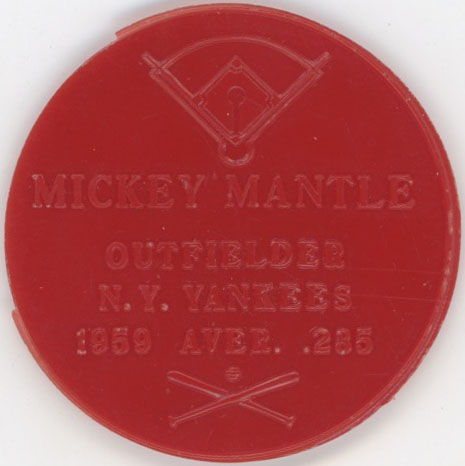 MICKEY MANTLE
OUTFIELDER
N.Y. YANKEES
1959 AVER. .285